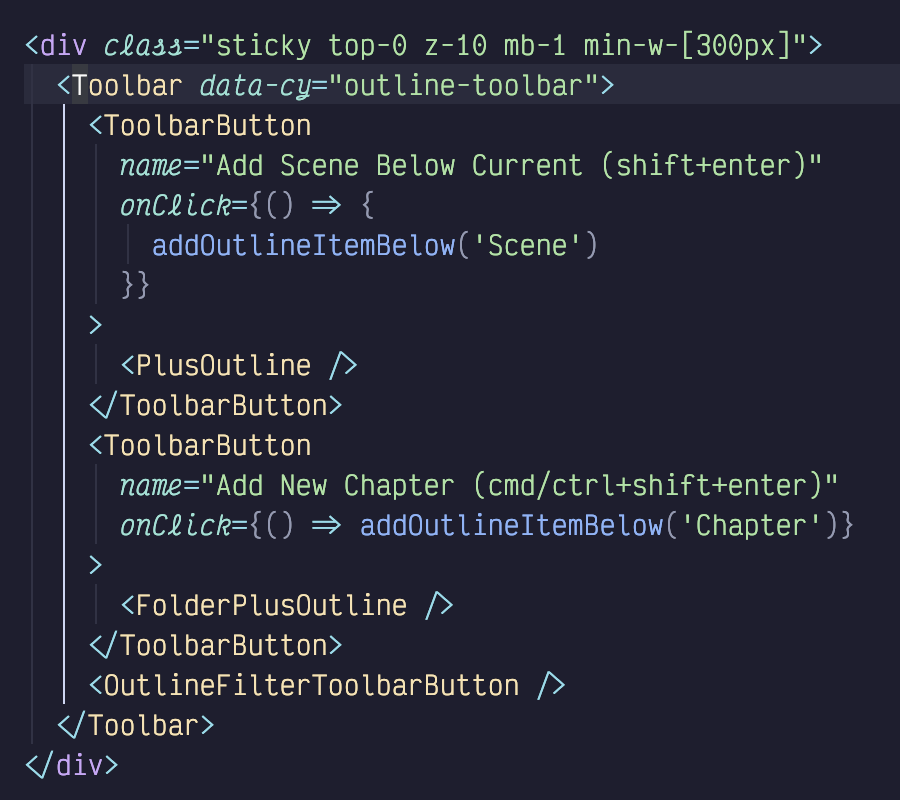 <div class="sticky top-0 z-10 mb-1 min-w-[300px]">
<Toolbar data-cy="outline-toolbar">
<ToolbarButton
name="Add Scene Below Current (shift+enter)"
onClick={() => {
addOutlineItemBelow('Scene')
}}
>
<PlusOutline />
</ToolbarButton>
<ToolbarButton
name="Add New Chapter (cmd/ctrl+shift+enter)"
onClick={() => addOutlineItemBelow('Chapter')}
>
<FolderPlusOutline />
</ToolbarButton>
<OutlineFilterToolbarButton />
</Toolbar>
</div>